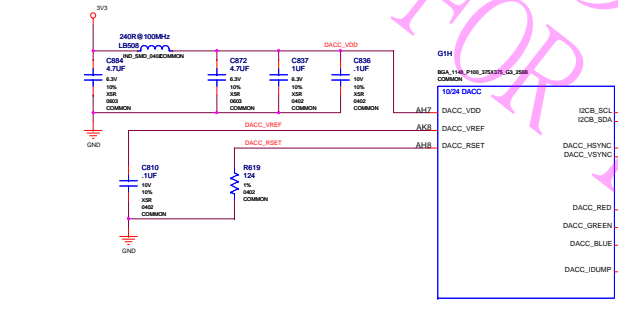 3V3
240R@100MHz
LB508
IND_SMD_0402COMMON
C884
4.7UF
6.3V
10%
X5R
0603
COMMON
C872
4.7UF
6.3V
10%
X5R
0603
COMMON
C837
1UF
6.3V
10%
X5R
0402
COMMON
C836
.1UF
10V
10%
X5R
0402
COMMON
DACC_VDD
GND
DACC_VREF
DACC_RSET
C810
.1UF
10V
10%
X5R
0402
COMMON
R619
124
1%
0402
COMMON
GND
G1H
BGA_1148_P100_375X375_G3_256B
COMMON
10/24 DACC
AH7 DACC_VDD
AK8 DACC_VREF
AH8 DACC_RSET
I2CB_SCL
I2CB_SDA
DACC_HSYNC
DACC_VSYNC
DACC_RED
DACC_GREEN
DACC_BLUE
DACC_IDUMP
FOR